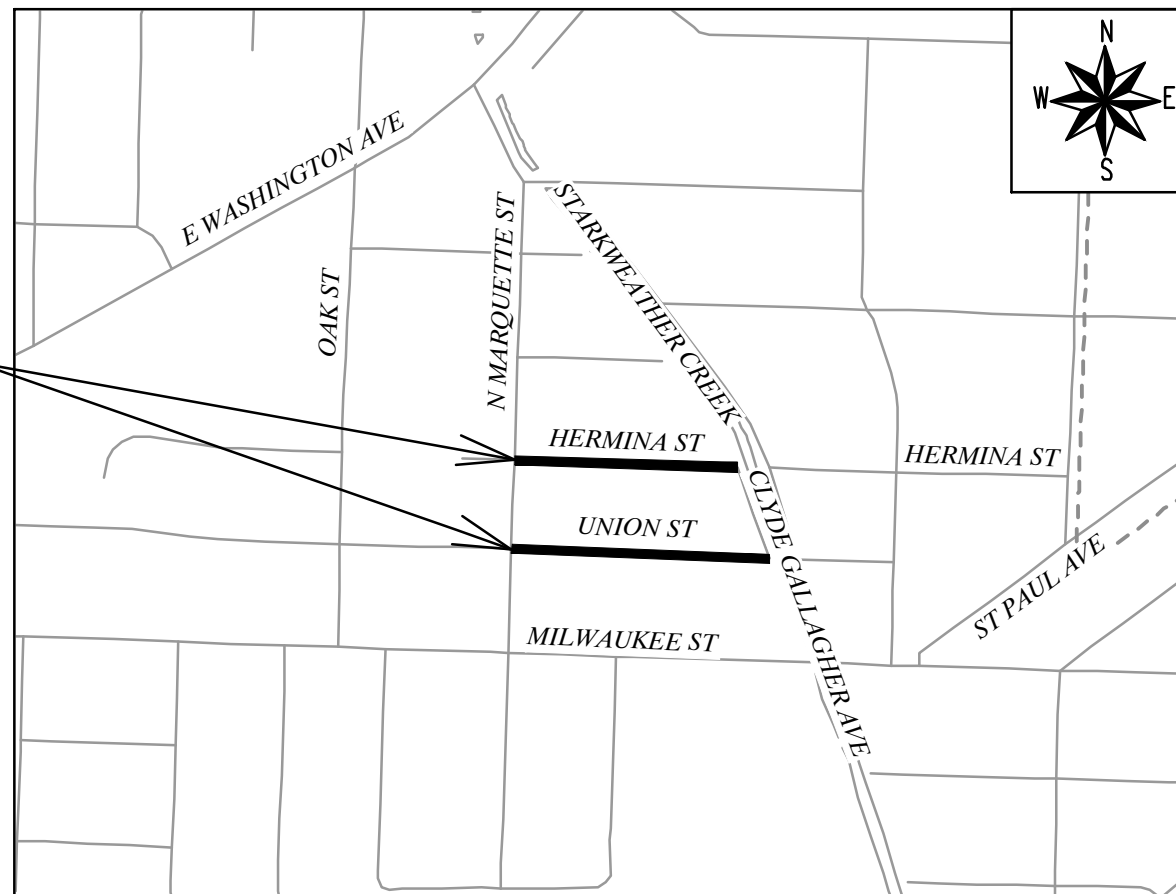 N
W
E
S
E WASHINGTON AVE
STARKWEATHER CREEK
N MARQUETTE ST
OAK ST
HERMINA ST
HERMINA ST
CLYDE GALLAGHER AVE
UNION ST
ST PAUL AVE
MILWAUKEE ST